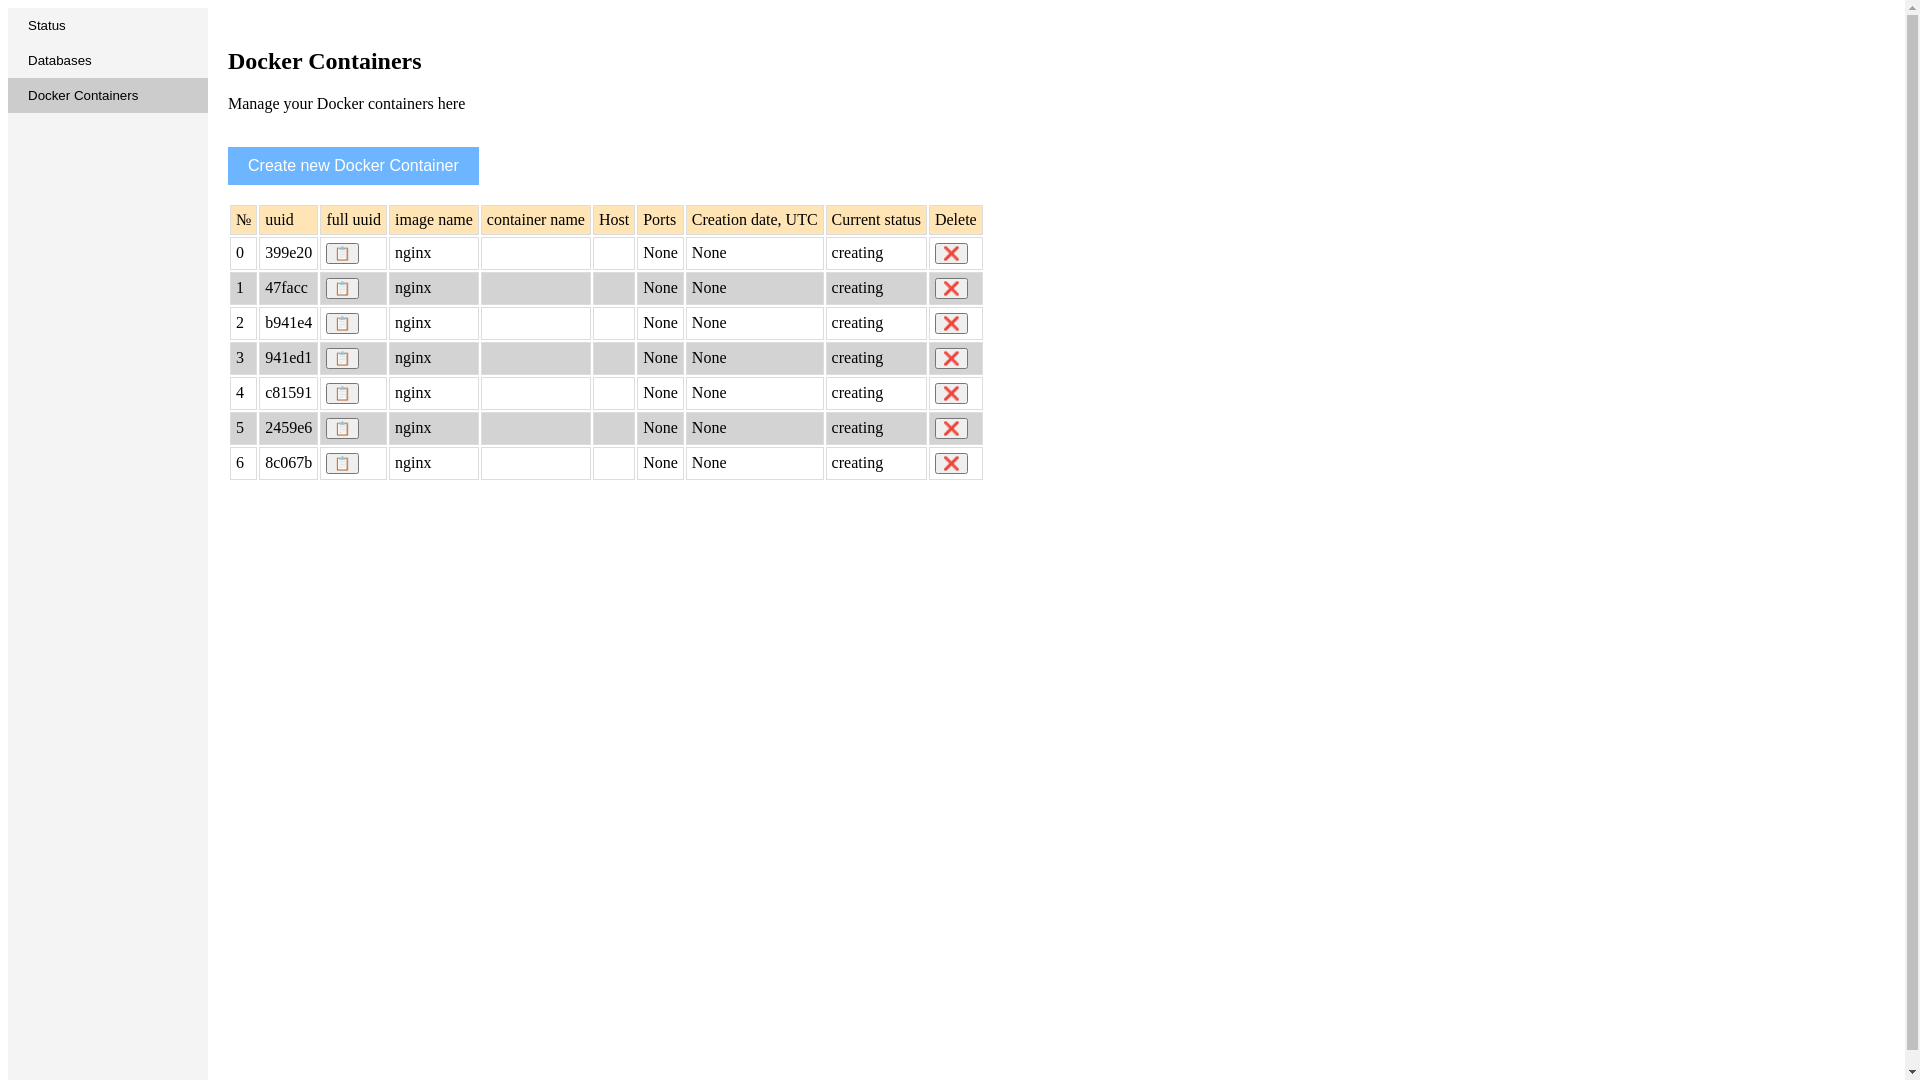 Status
Databases
Docker Containers
Docker Containers
Manage your Docker containers here
Create new Docker Container
№ uuid full uuid image name container name Host Ports Creation date, UTC Current status Delete
0 399e20 nginx None None creating
1 47facc nginx None None creating
2 b941e4 nginx None None creating
3 941ed1 nginx None None creating
4 c81591 nginx None None creating
5 2459e6 nginx None None creating
6 8c067b nginx None None creating